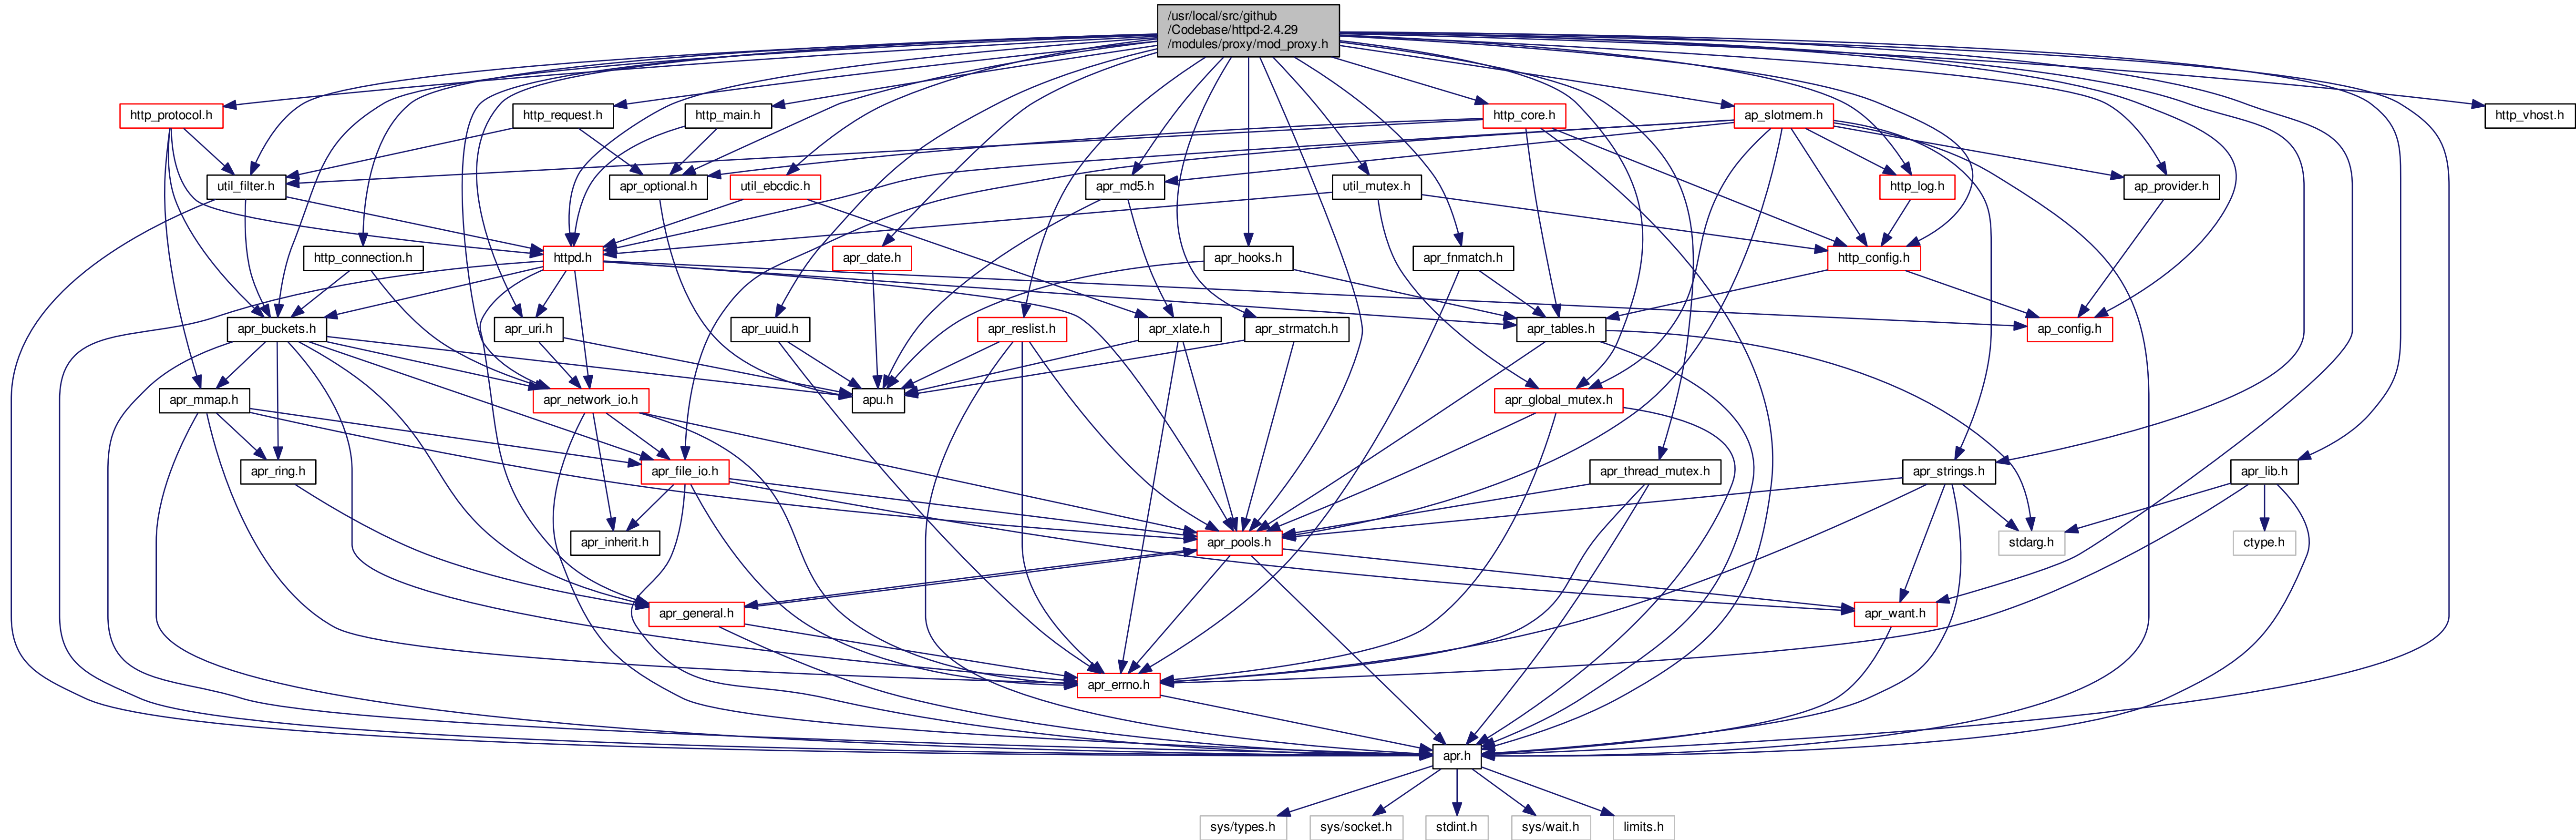 /usr/local/src/github
/Codebase/httpd-2.4.29
/modules/proxy/mod_proxy.h
http_protocol.h
http_request.h
http_main.h
http_core.h
ap_slotmem.h
http_vhost.h
util_filter.h
apr_optional.h
util_ebcdic.h
apr_md5.h
util_mutex.h
http_log.h
ap_provider.h
http_connection.h
httpd.h
apr_date.h
apr_hooks.h
apr_fnmatch.h
http_config.h
apr_buckets.h
apr_uri.h
apr_uuid.h
apr_reslist.h
apr_xlate.h
apr_strmatch.h
apr_tables.h
ap_config.h
apr_mmap.h
apr_network_io.h
apu.h
apr_global_mutex.h
apr_ring.h
apr_file_io.h
apr_thread_mutex.h
apr_strings.h
apr_lib.h
apr_inherit.h
apr_pools.h
stdarg.h
ctype.h
apr_general.h
apr_want.h
apr_errno.h
apr.h
sys/types.h
sys/socket.h
stdint.h
sys/wait.h
limits.h